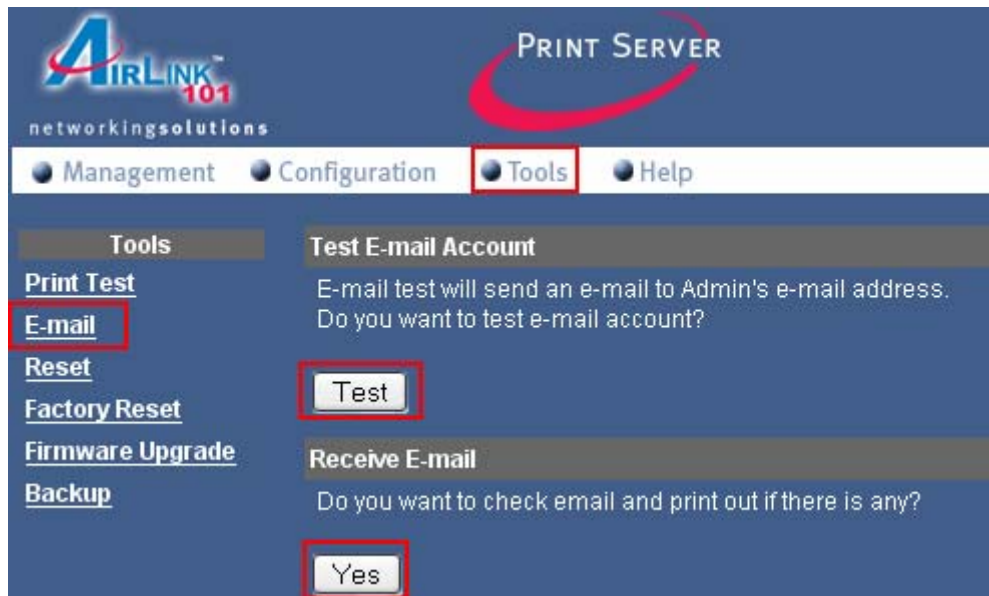 AIRLINK™
101
networkingsolutions
PRINT SERVER
Management Configuration Tools Help
Tools
Print Test
E-mail
Reset
Factory Reset
Firmware Upgrade
Backup
Test E-mail Account
E-mail test will send an e-mail to Admin's e-mail address.
Do you want to test e-mail account?
Test
Receive E-mail
Do you want to check email and print out if there is any?
Yes